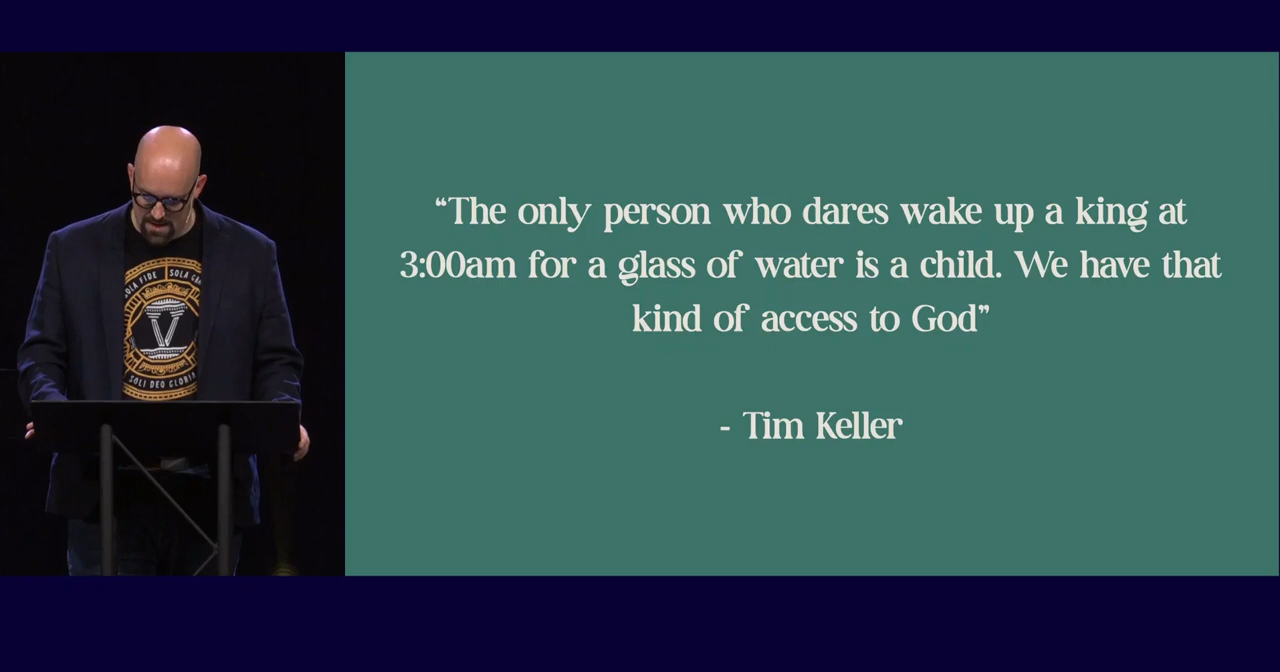 SOLA FIDE
SOLA
V
SOLI DEO GLORIA
“The only person who dares wake up a king at
3:00am for a glass of water is a child. We have that
kind of access to God”
- Tim Keller